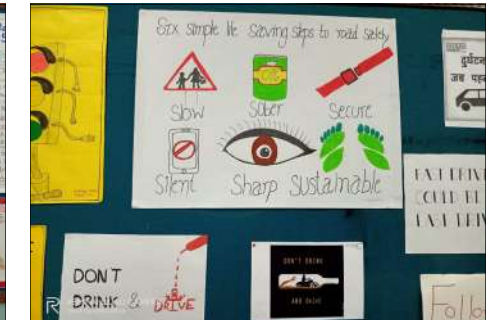 Six simple life saving steps to road safety
Slow
Sober
Secure
Silent
Sharp
Sustainable
दुर्घटना
जब पह
FAST DRIVE
COULD BE
LAST DRIVE
DON'T
DRINK & DRIVE
DON'T DRINK
AND DRIVE
Follo